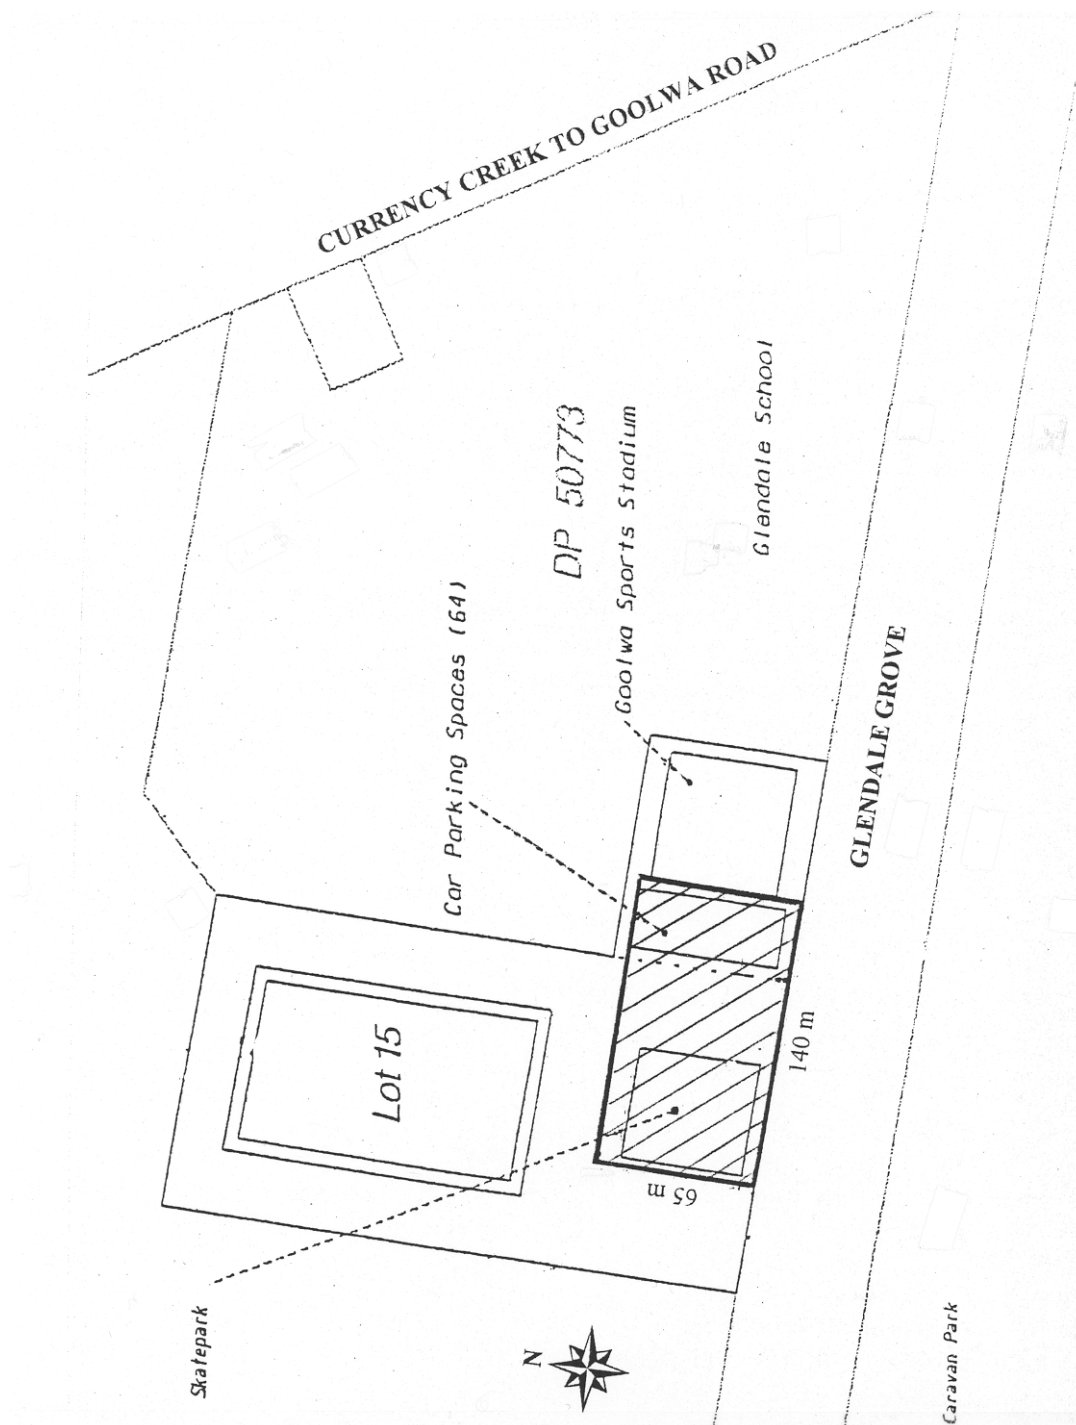 CURRENCY CREEK TO GOOLWA ROAD
DP 50773
Goolwa Sports Stadium
Glendale School
Car Parking Spaces (64)
GLENDALE GROVE
Lot 15
140 m
65 m
Skatepark
N
Caravan Park